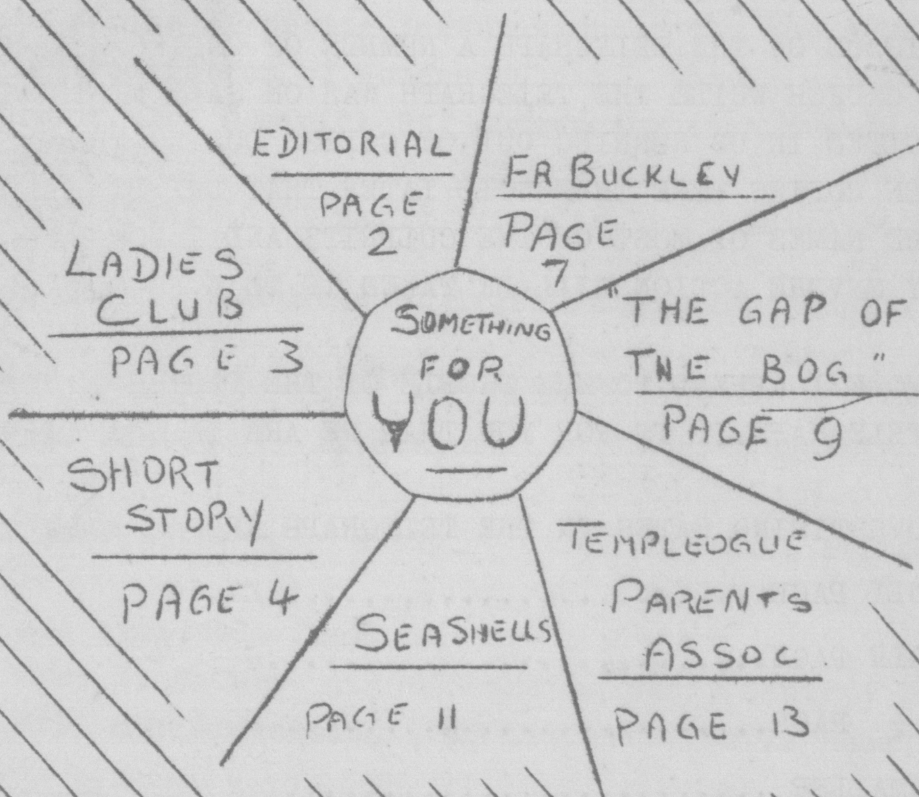 EDITORIAL
PAGE
2
FR BUCKLEY
PAGE
7
LADIES
CLUB
PAGE 3
SOMETHING
FOR
YOU
"THE GAP OF
THE BOG"
PAGE 9
SHORT
STORY
PAGE 4
SEASHELLS
PAGE 11
TEMPLEOGUE
PARENTS
ASSOC
PAGE 13